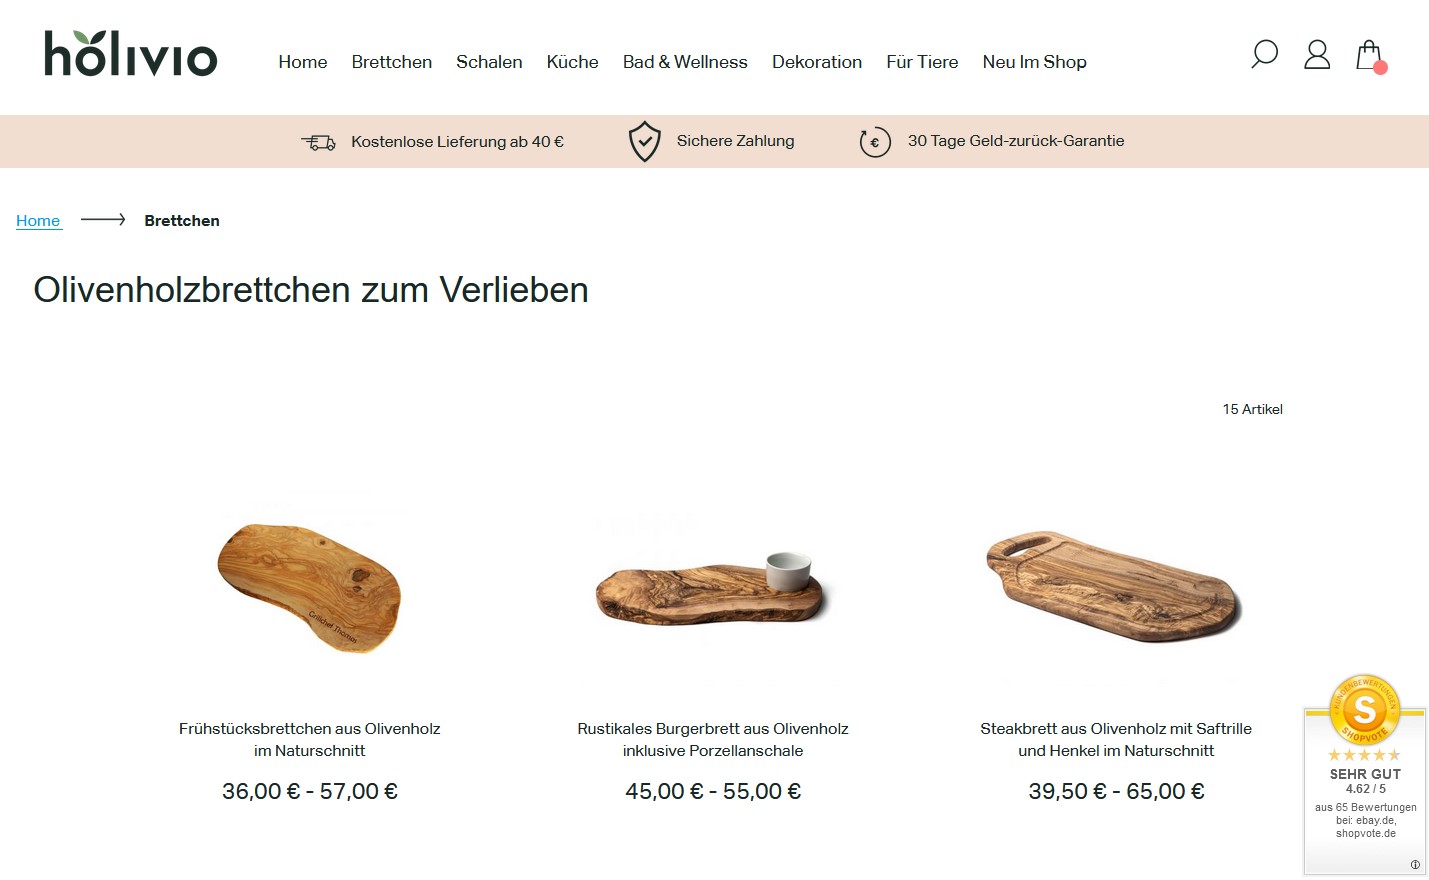 hölivio
Home Brettchen Schalen Küche Bad & Wellness Dekoration Für Tiere Neu Im Shop
Kostenlose Lieferung ab 40 € Sichere Zahlung 30 Tage Geld-zurück-Garantie
Home Brettchen
Olivenholzbrettchen zum Verlieben
15 Artikel
Grillchef Thomas
Frühstücksbrettchen aus Olivenholz
im Naturschnitt
36,00 € - 57,00 €
Rustikales Burgerbrett aus Olivenholz
inklusive Porzellanschale
45,00 € - 55,00 €
Steakbrett aus Olivenholz mit Saftrille
und Henkel im Naturschnitt
39,50 € - 65,00 €
KUNDENBEWERTUNGEN
S
SHOPVOTE
SEHR GUT
4.62 / 5
aus 65 Bewertungen
bei: ebay.de,
shopvote.de